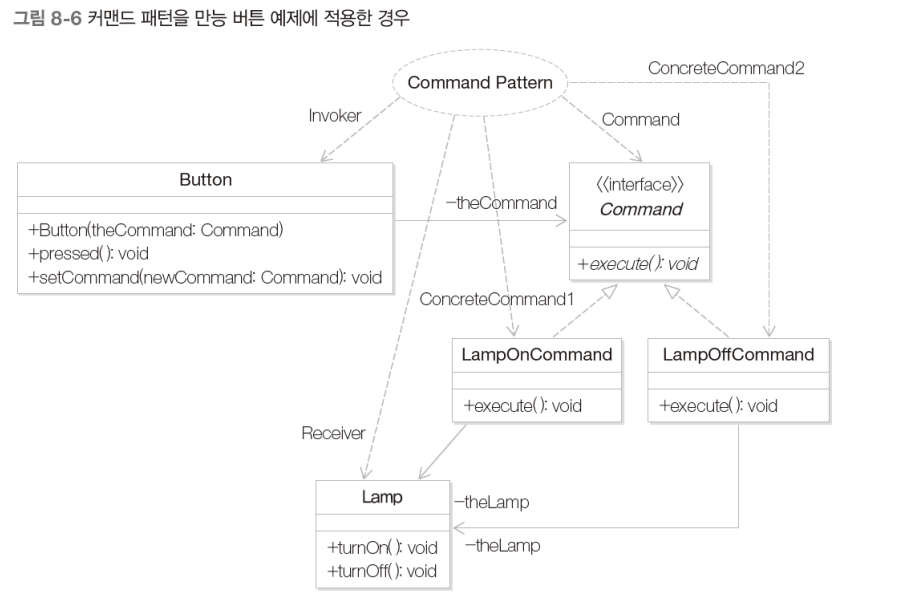 그림 8-6 커맨드 패턴을 만능 버튼 예제에 적용한 경우
Command Pattern
ConcreteCommand2
Invoker
Command
Button
+Button(theCommand: Command)
+pressed( ): void
+setCommand(newCommand: Command): void
-theCommand
《interface》
Command
+execute( ): void
ConcreteCommand1
LampOnCommand
+execute( ): void
LampOffCommand
+execute( ): void
Receiver
Lamp
+turnOn( ): void
+turnOff( ): void
-theLamp
-theLamp